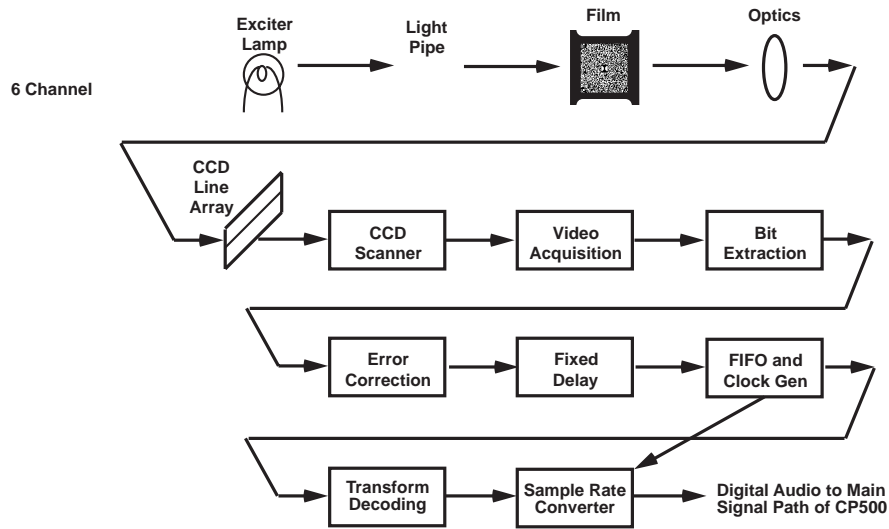 Exciter
Lamp
Light
Pipe
Film
Optics
6 Channel
CCD
Line
Array
CCD
Scanner
Video
Acquisition
Bit
Extraction
Error
Correction
Fixed
Delay
FIFO and
Clock Gen
Transform
Decoding
Sample Rate
Converter
Digital Audio to Main
Signal Path of CP500